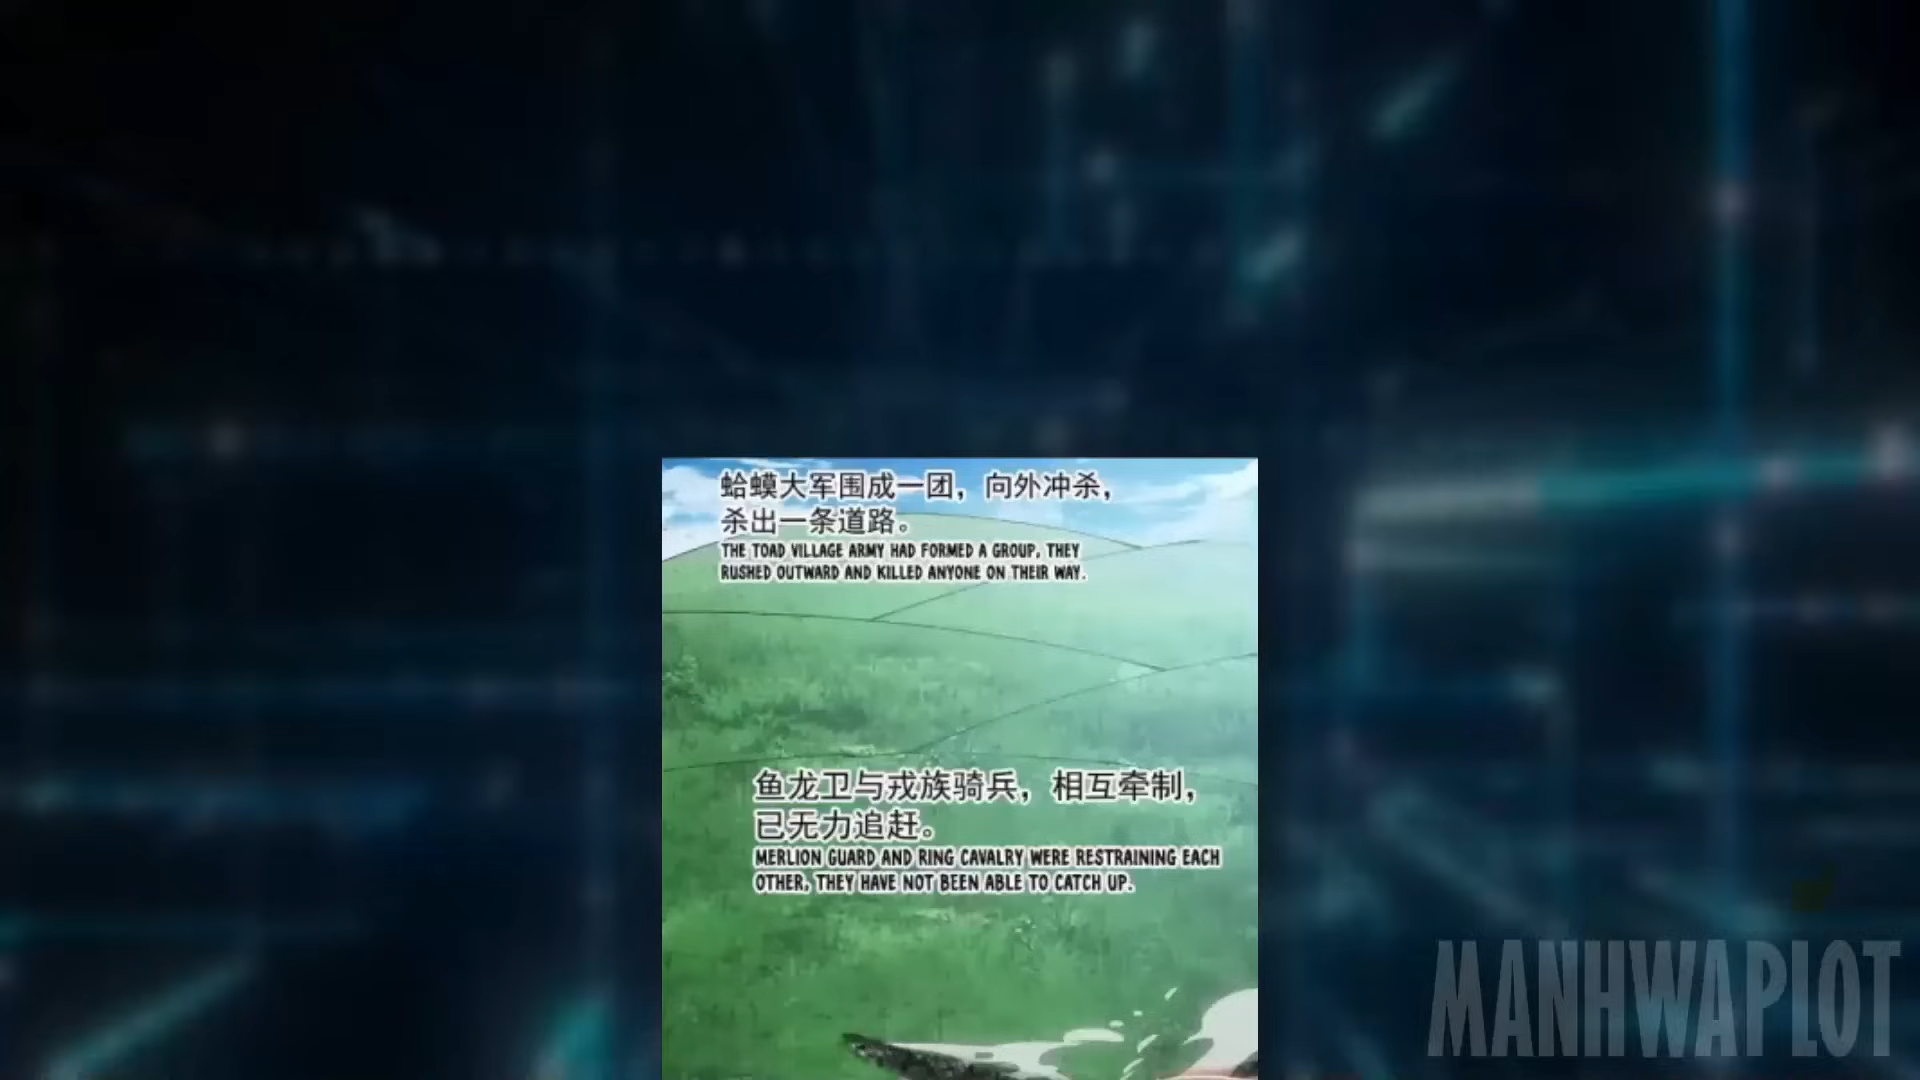 蛤蟆大军围成一团，向外冲杀，
杀出一条道路。
THE TOAD VILLAGE ARMY HAD FORMED A GROUP, THEY
RUSHED OUTWARD AND KILLED ANYONE ON THEIR WAY.
鱼龙卫与戎族骑兵，相互牵制，
已无力追赶。
MERLION GUARD AND RING CAVALRY WERE RESTRAINING EACH
OTHER, THEY HAVE NOT BEEN ABLE TO CATCH UP.
MANHWAPLOT